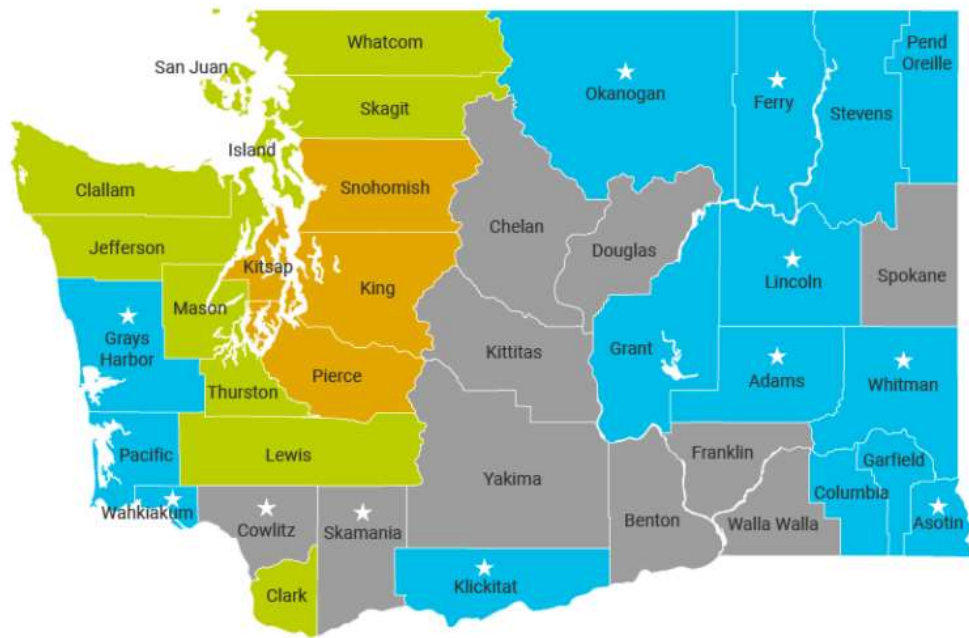 Whatcom
San Juan
Skagit
Island
Okanogan
Ferry
Stevens
Pend
Oreille
Clallam
Snohomish
Chelan
Jefferson
Kitsap
King
Douglas
Lincoln
Spokane
Mason
Grays
Harbor
Kittitas
Grant
Adams
Whitman
Thurston
Pierce
Pacific
Lewis
Yakima
Franklin
Garfield
Columbia
Wahkiakum
Cowlitz
Skamania
Benton
Walla Walla
Asotin
Clark
Klickitat